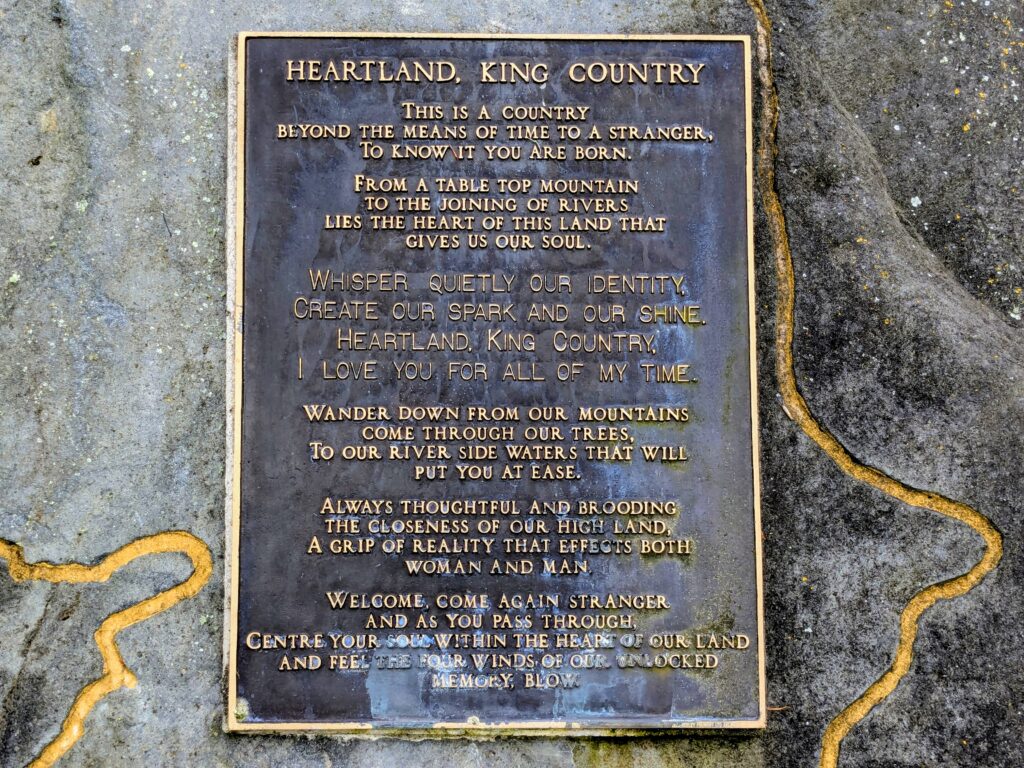 HEARTLAND, KING COUNTRY
THIS IS A COUNTRY
BEYOND THE MEANS OF TIME TO A STRANGER,
TO KNOW IT YOU ARE BORN.
FROM A TABLE TOP MOUNTAIN
TO THE JOINING OF RIVERS
LIES THE HEART OF THIS LAND THAT
GIVES US OUR SOUL.
WHISPER QUIETLY OUR IDENTITY,
CREATE OUR SPARK AND OUR SHINE.
HEARTLAND, KING COUNTRY,
I LOVE YOU FOR ALL OF MY TIME.
WANDER DOWN FROM OUR MOUNTAINS
COME THROUGH OUR TREES,
TO OUR RIVER SIDE WATERS THAT WILL
PUT YOU AT EASE.
ALWAYS THOUGHTFUL AND BROODING
THE CLOSENESS OF OUR HIGH LAND,
A GRIP OF REALITY THAT EFFECTS BOTH
WOMAN AND MAN.
WELCOME, COME AGAIN STRANGER
AND AS YOU PASS THROUGH,
CENTRE YOUR SOUL WITHIN THE HEART OF OUR LAND
AND FEEL THE FOUR WINDS OF OUR UNLOCKED
MEMORY, BLOW.